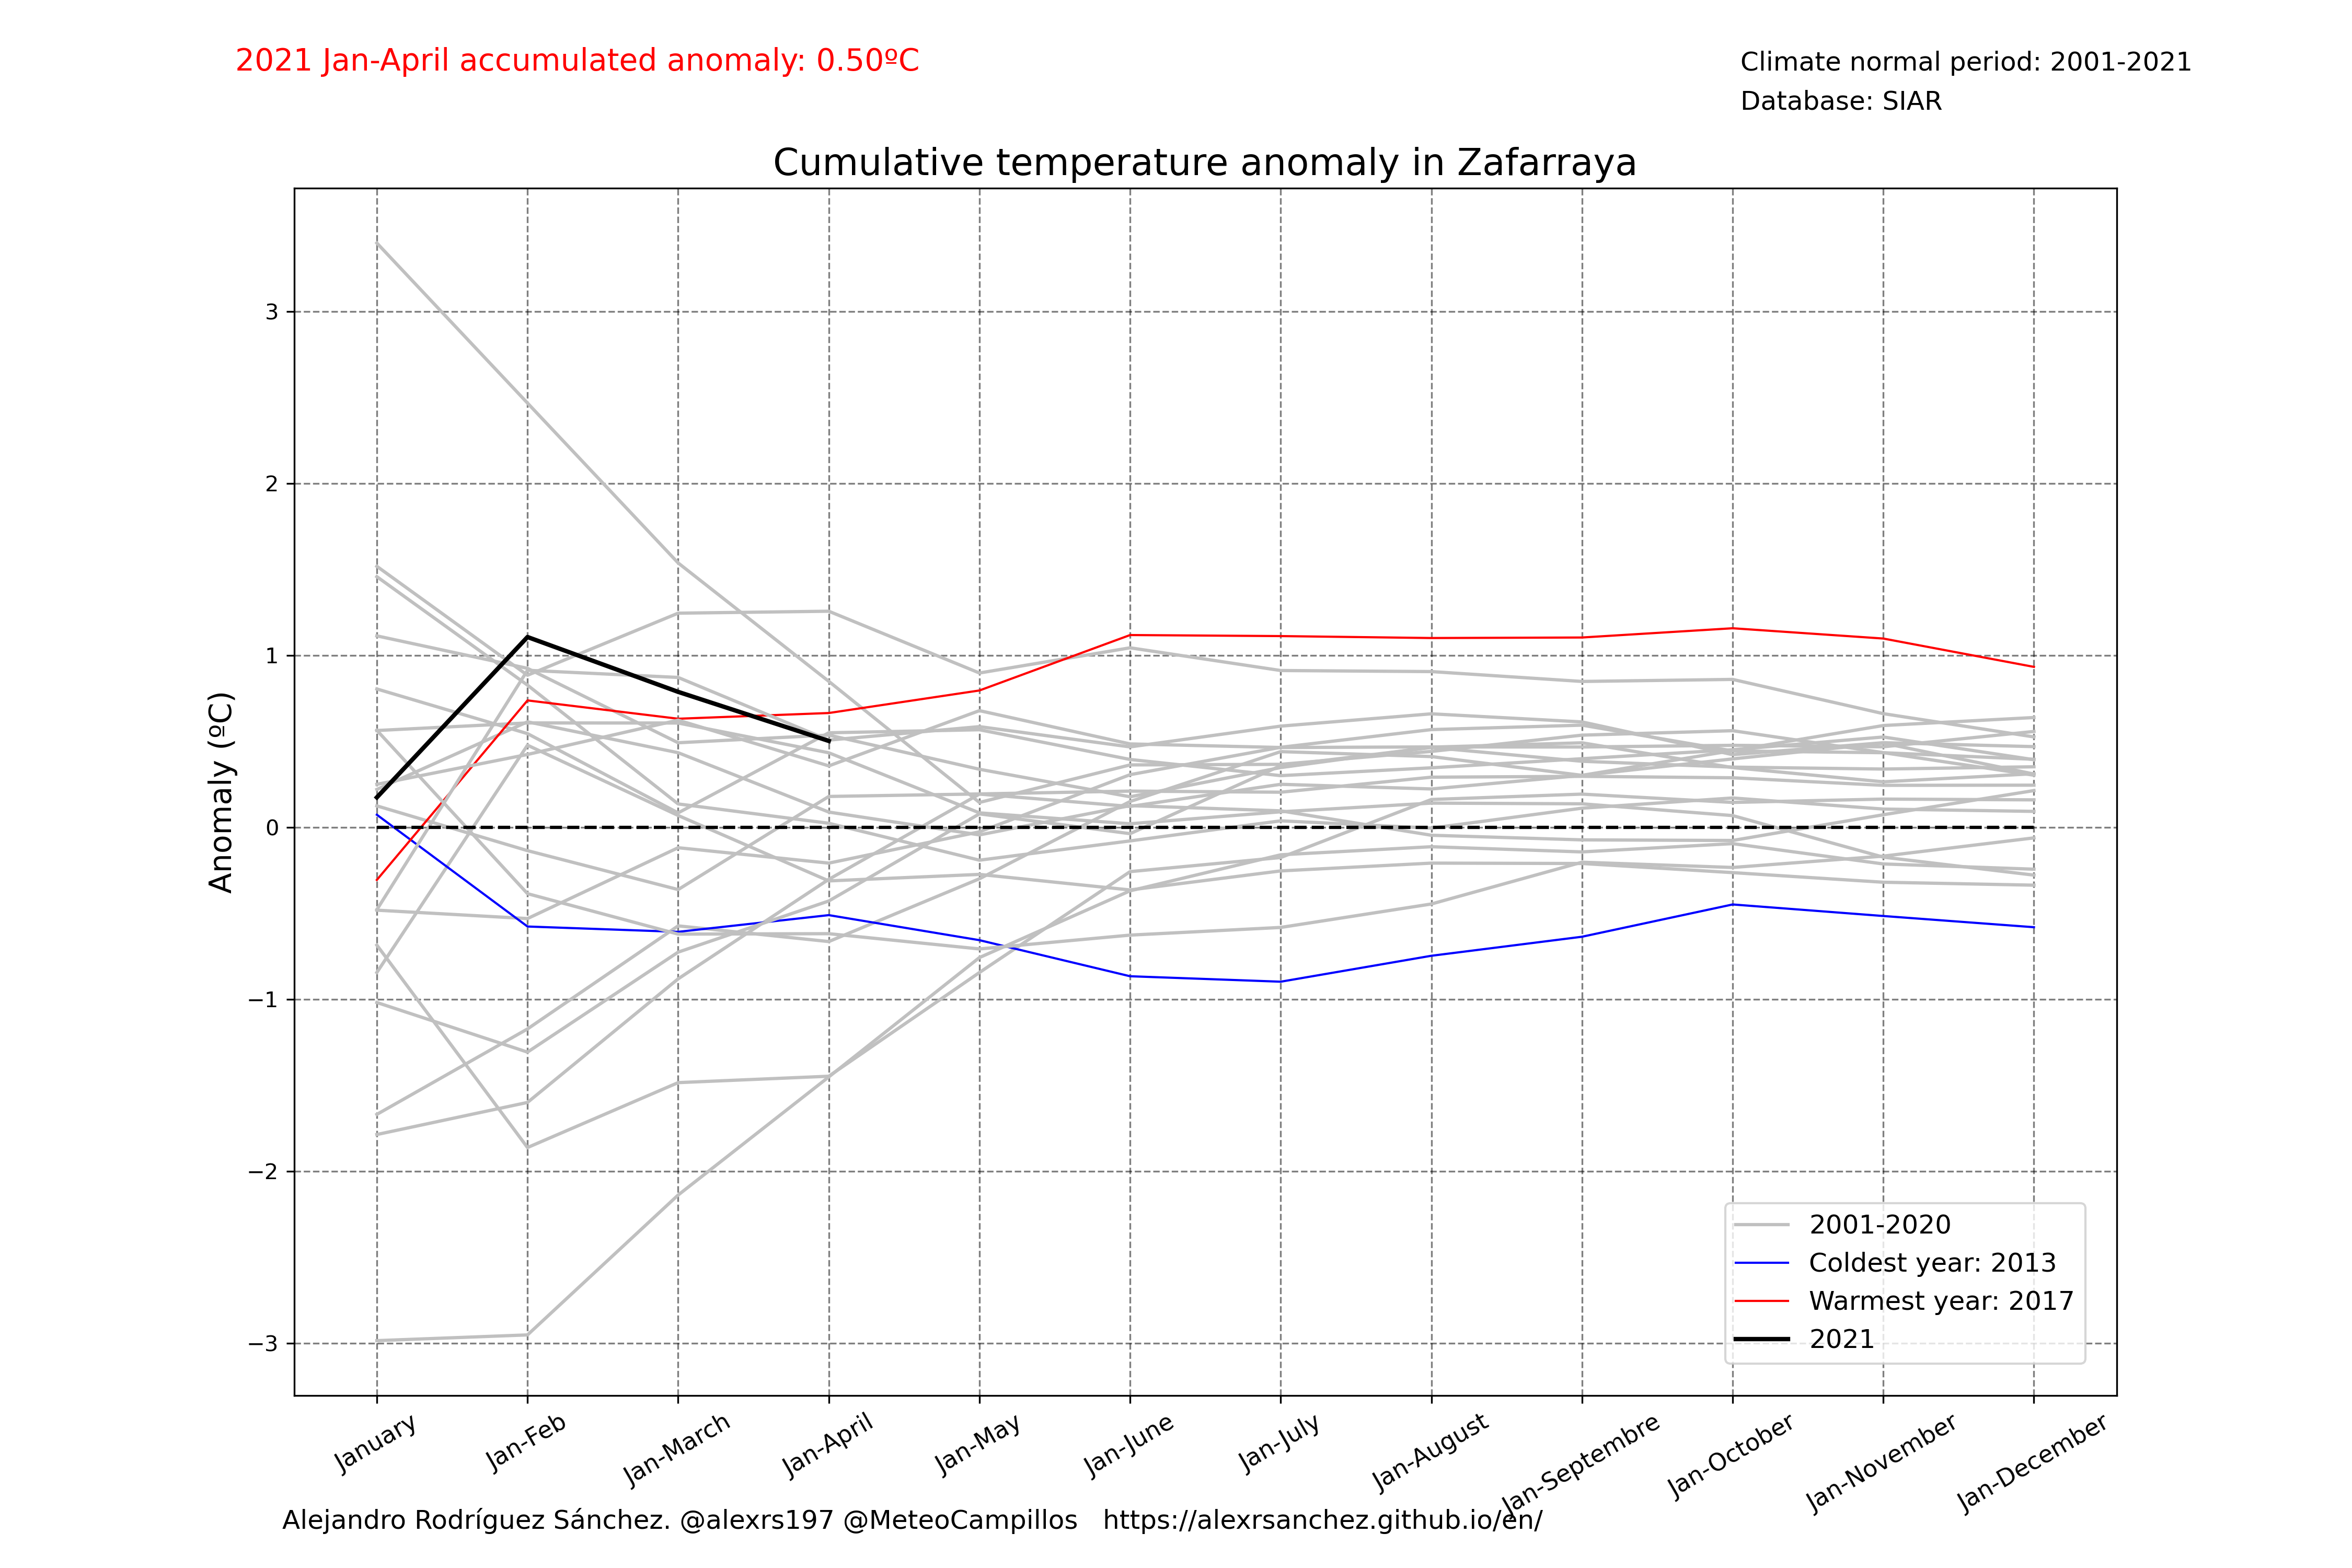 2021 Jan-April accumulated anomaly: 0.50ºC
Climate normal period: 2001-2021
Database: SIAR
Cumulative temperature anomaly in Zafarraya
Anomaly (ºC)
3
2
1
0
−1
−2
−3
2001-2020
Coldest year: 2013
Warmest year: 2017
2021
January
Jan-Feb
Jan-March
Jan-April
Jan-May
Jan-June
Jan-July
Jan-August
Jan-Septembre
Jan-October
Jan-November
Jan-December
Alejandro Rodríguez Sánchez. @alexrs197 @MeteoCampillos   https://alexrsanchez.github.io/en/